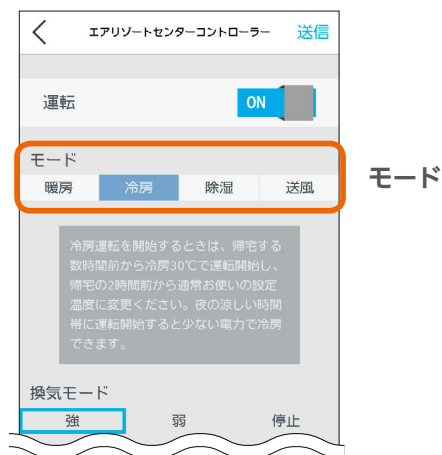 エアリゾートセンターコントローラー 送信
運転 ON
モード
暖房 冷房 除湿 送風
モード
冷房運転を開始するときは、帰宅する
数時間前から冷房30℃で運転開始し、
帰宅の2時間前から通常お使いの設定
温度に変更ください。夜の涼しい時間
帯に運転開始すると少ない電力で冷房
できます。
換気モード
強 弱 停止